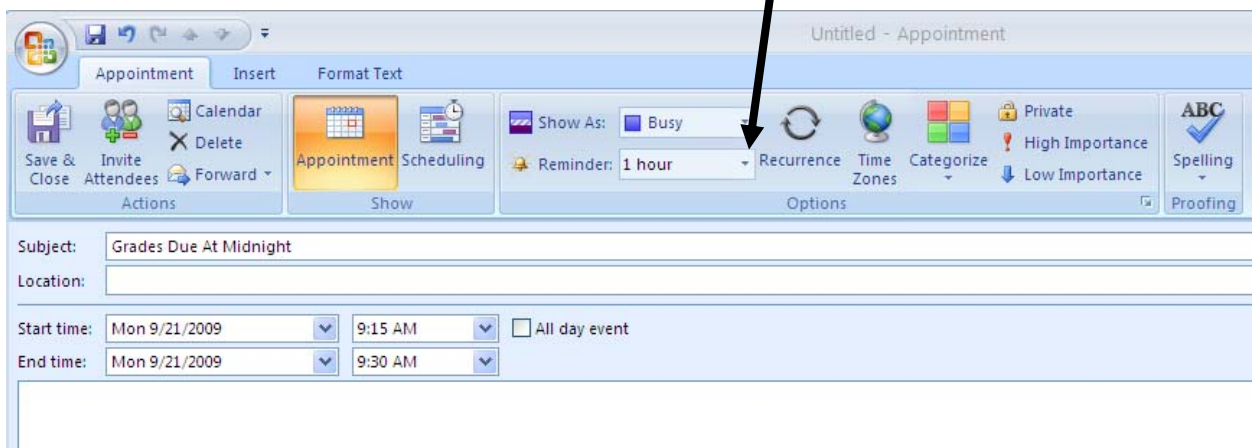 Untitled - Appointment
Appointment Insert Format Text
Save & Close
Invite Attendees
Calendar
Delete
Forward
Actions
Appointment Scheduling
Show
Show As: Busy
Reminder: 1 hour
Recurrence
Time Zones
Categorize
Private
High Importance
Low Importance
Options
ABC
Spelling
Proofing
Subject: Grades Due At Midnight
Location:
Start time: Mon 9/21/2009 9:15 AM All day event
End time: Mon 9/21/2009 9:30 AM